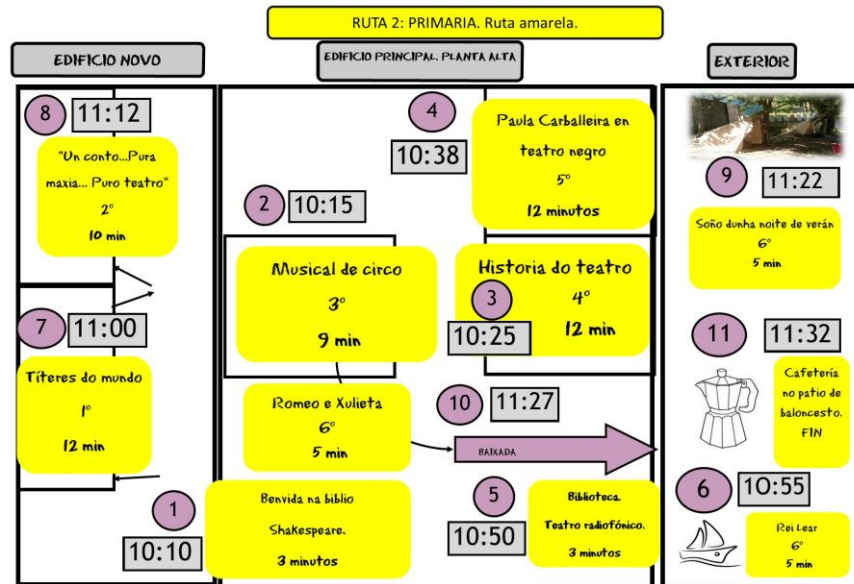 RUTA 2: PRIMARIA. Ruta amarela.
EDIFICIO NOVO
8
11:12
"Un conto...Pura
maxia... Puro teatro"
2º
10 min
7
11:00
Títeres do mundo
1º
12 min
EDIFICIO PRINCIPAL. PLANTA ALTA
4
10:38
Paula Carballeira en
teatro negro
5º
12 minutos
2
10:15
Musical de circo
3º
9 min
Historia do teatro
4º
12 min
3
10:25
Romeo e Xulieta
6º
5 min
10
11:27
BAIXADA
1
10:10
Benvida na biblio
Shakespeare.
3 minutos
5
10:50
Biblioteca.
Teatro radiofónico.
3 minutos
EXTERIOR
9
11:22
Soño dunha noite de verán
6º
5 min
11
11:32
Cafetería
no patio de
baloncesto.
FIN
6
10:55
Rei Lear
6º
5 min